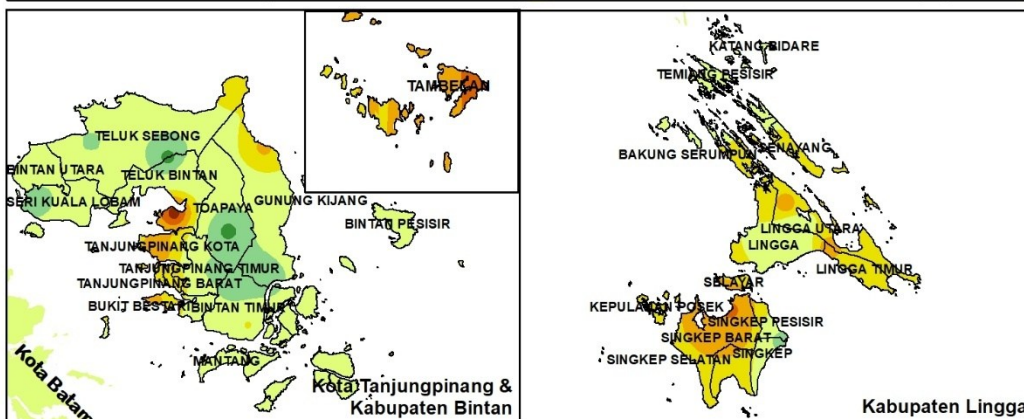 TAMBELAN
TELUK SEBONG
BINTAN UTARA
TELUK BINTAN
SERI KUALA LOBAM
TOAPAYA
GUNUNG KIJANG
BINTAN PESISIR
TANJUNGPINANG KOTA
TANJUNGPINANG TIMUR
TANJUNGPINANG BARAT
BUKIT BESTARI
BINTAN TIMUR
MANTANG
Kota Batam
Kota Tanjungpinang &
Kabupaten Bintan
KATANG BIDARE
TEMIANG PESISIR
BAKUNG SERUMPUN
SENAYANG
LINGGA UTARA
LINGGA
LINGGA TIMUR
SELAYAR
KEPULAUAN POSEK
SINGKEP PESISIR
SINGKEP BARAT
SINGKEP SELATAN
SINGKEP
Kabupaten Lingga